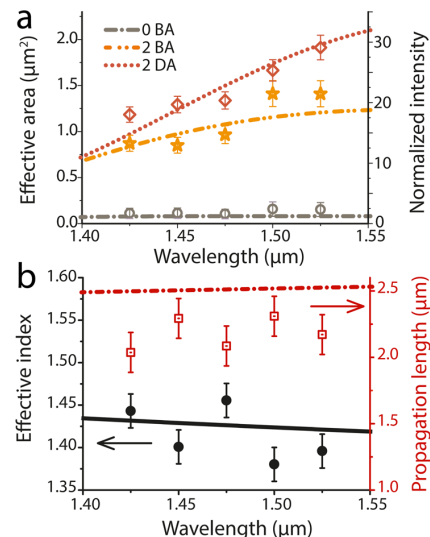 a
0 BA
2 BA
2 DA
Effective area (μm²)
Normalized intensity
2.0
1.5
1.0
0.5
0.0
30
20
10
0
1.40 1.45 1.50 1.55
Wavelength (μm)
b
Effective index
Propagation length (μm)
1.60
1.55
1.50
1.45
1.40
1.35
2.5
2.0
1.5
1.0
1.40 1.45 1.50 1.55
Wavelength (μm)